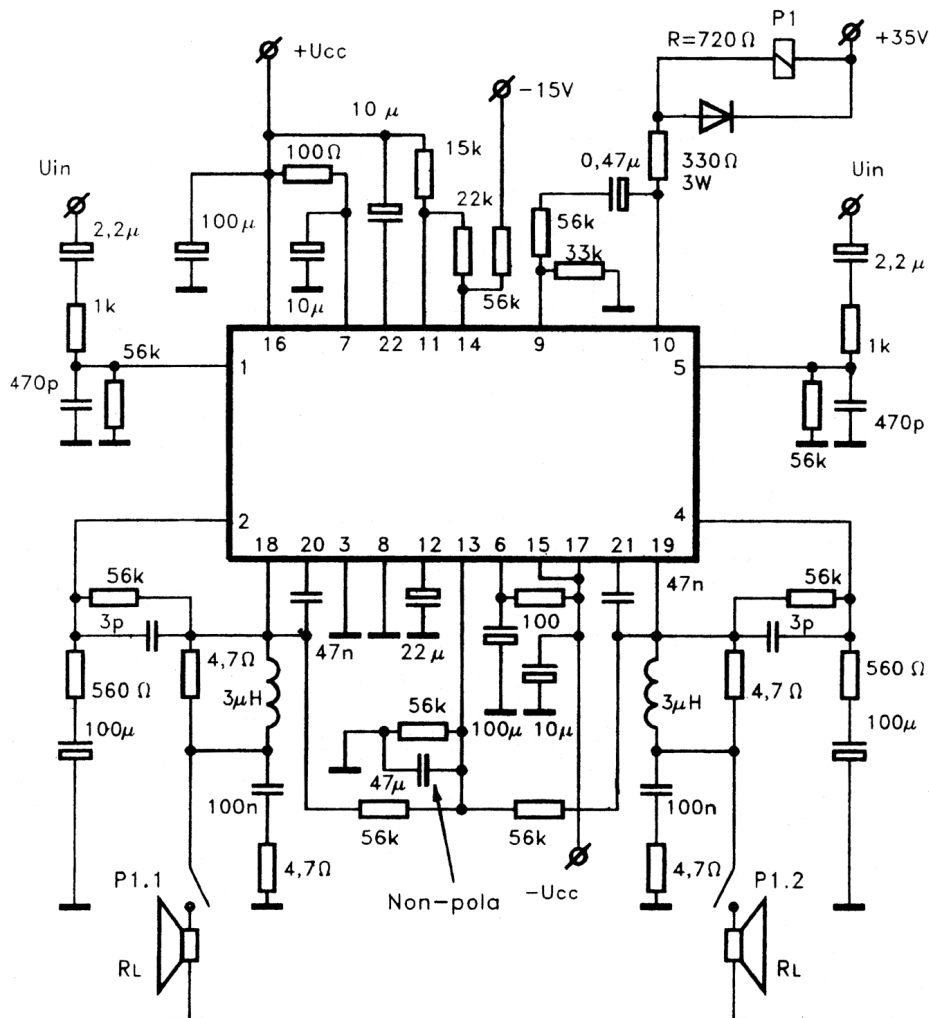 P1
+Ucc
R=720Ω
+35V
-15V
10 μ
15k
100Ω
0,47μ
330Ω
3W
Uin
Uin
22k
2,2μ
100μ
56k
33k
2,2 μ
10μ
56k
1k
1k
16 7 22 11 14 9 10
56k
1
5
470p
470p
56k
2
4
18 20 3 8 12 13 6 15 17 21 19
47n
56k
56k
3p
100
3p
47n
22 μ
4,7Ω
4,7Ω
560 Ω
560 Ω
3μH
3μH
56k
100μ
100μ
10μ
100μ
47μ
100n
100n
56k
56k
4,7Ω
4,7Ω
P1.1
P1.2
Non-pola
-Ucc
RL
RL